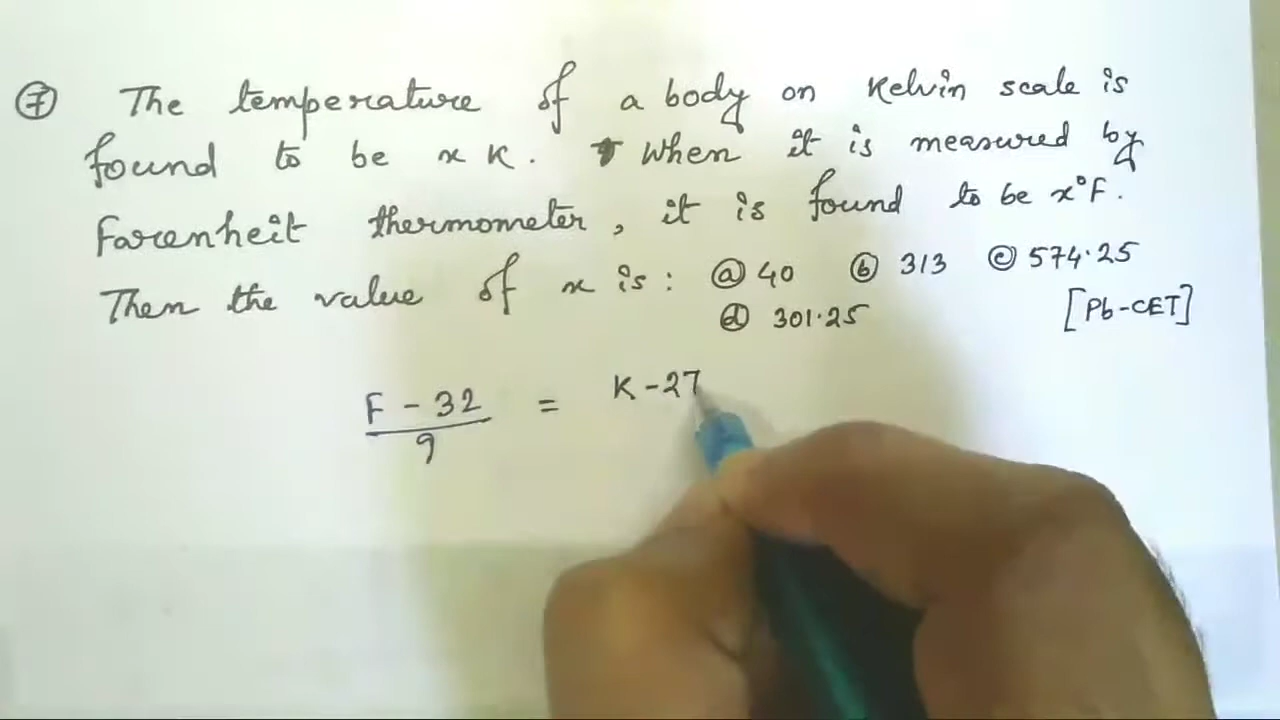 ⑦ The temperature of a body on Kelvin scale is
found to be x K. When it is measured by
Farenheit thermometer, it is found to be x°F.
Then the value of x is: ⓐ 40 ⓑ 313 ⓒ 574.25
ⓓ 301.25 [Pb-CET]
F - 32 = K - 27
9